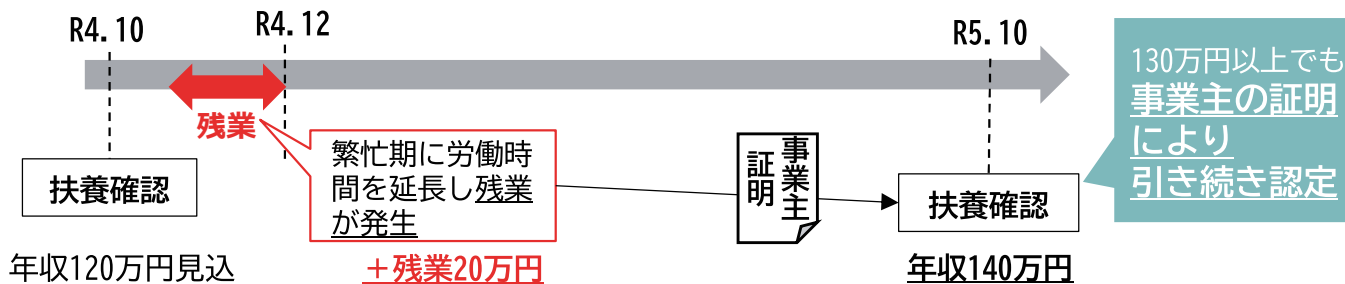 R4.10
R4.12
R5.10
残業
扶養確認
年収120万円見込
繁忙期に労働時
間を延長し残業
が発生
＋残業20万円
事業主
証明
扶養確認
年収140万円
130万円以上でも
事業主の証明
により
引き続き認定